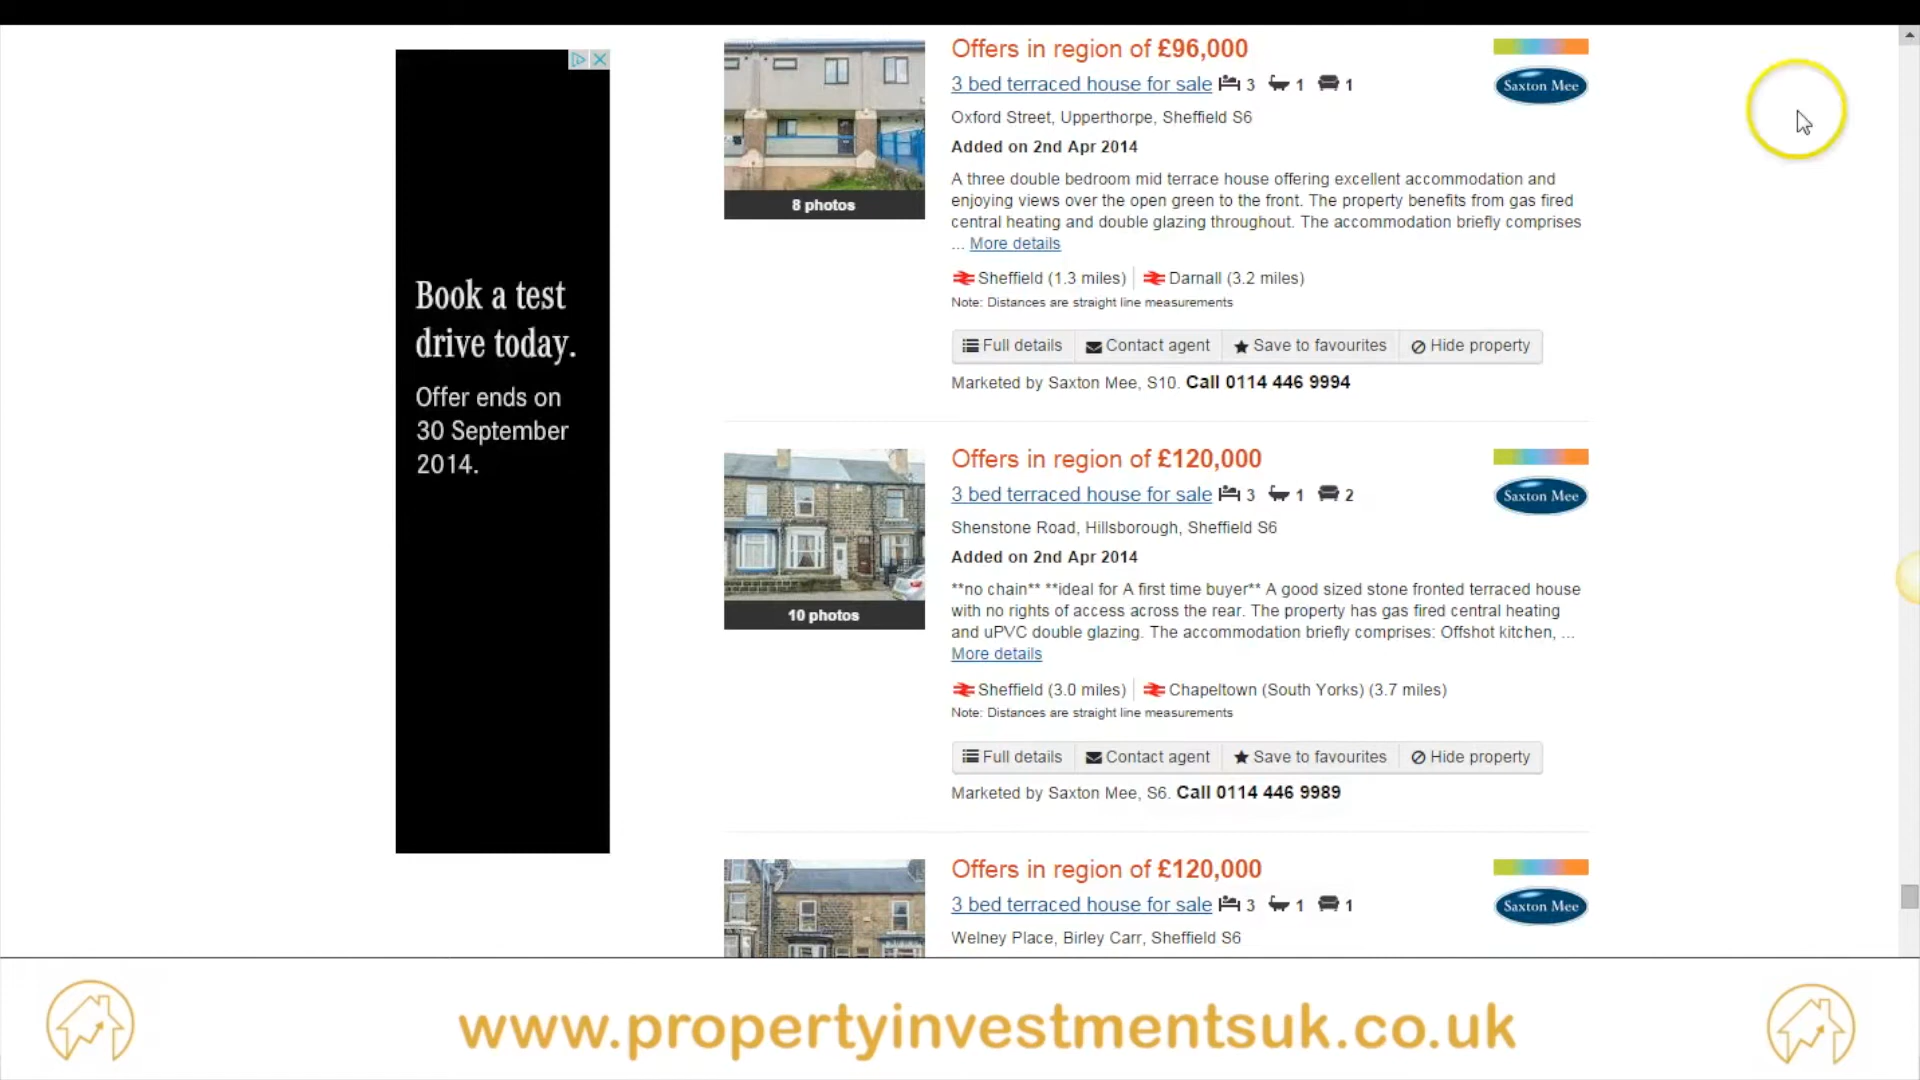 Book a test
drive today.
Offer ends on
30 September
2014.
Offers in region of £96,000
3 bed terraced house for sale 3 1 1
Saxton Mee
Oxford Street, Upperthorpe, Sheffield S6
Added on 2nd Apr 2014
A three double bedroom mid terrace house offering excellent accommodation and
enjoying views over the open green to the front. The property benefits from gas fired
central heating and double glazing throughout. The accommodation briefly comprises
... More details
8 photos
Sheffield (1.3 miles) Darnall (3.2 miles)
Note: Distances are straight line measurements
Full details Contact agent Save to favourites Hide property
Marketed by Saxton Mee, S10. Call 0114 446 9994
Offers in region of £120,000
3 bed terraced house for sale 3 1 2
Saxton Mee
Shenstone Road, Hillsborough, Sheffield S6
Added on 2nd Apr 2014
**no chain** **ideal for A first time buyer** A good sized stone fronted terraced house
with no rights of access across the rear. The property has gas fired central heating
and uPVC double glazing. The accommodation briefly comprises: Offshot kitchen, ...
More details
10 photos
Sheffield (3.0 miles) Chapeltown (South Yorks) (3.7 miles)
Note: Distances are straight line measurements
Full details Contact agent Save to favourites Hide property
Marketed by Saxton Mee, S6. Call 0114 446 9989
Offers in region of £120,000
3 bed terraced house for sale 3 1 1
Saxton Mee
Welney Place, Birley Carr, Sheffield S6
www.propertyinvestmentsuk.co.uk